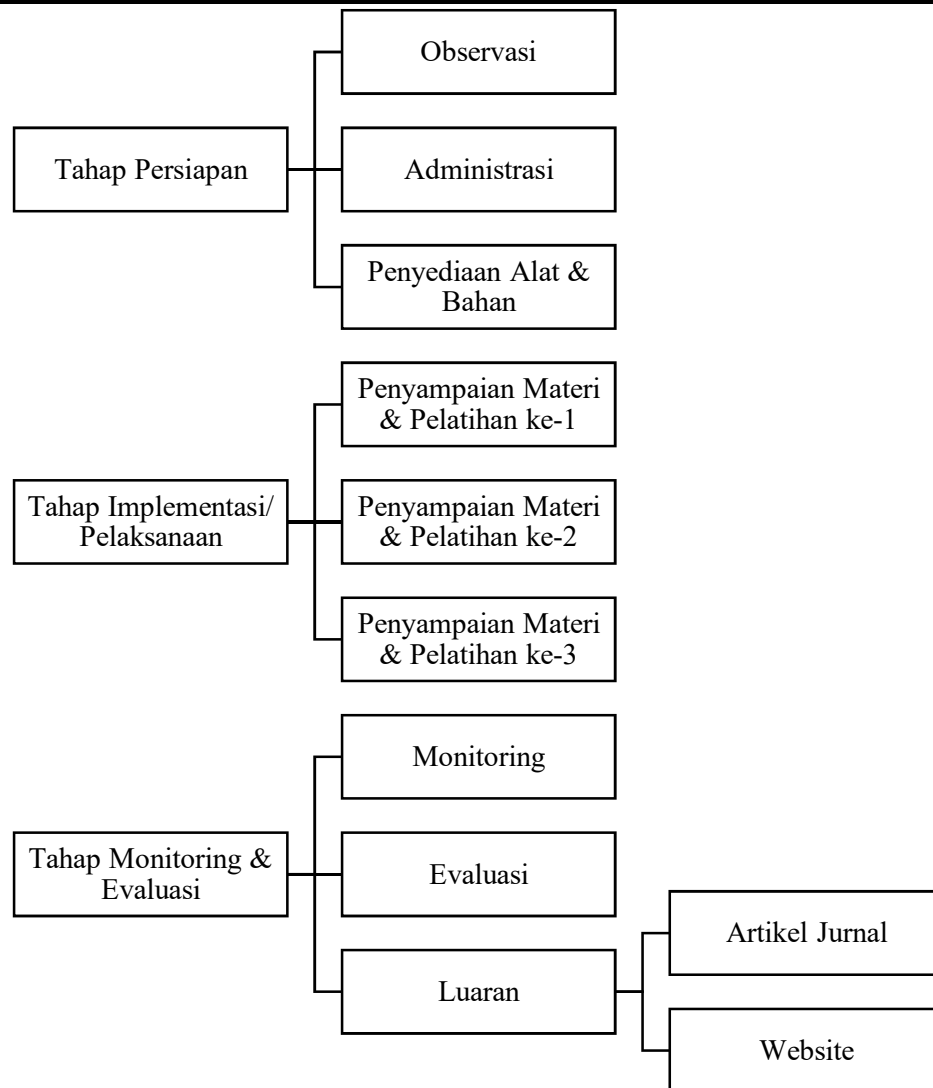 Observasi
Tahap Persiapan
Administrasi
Penyediaan Alat &
Bahan
Penyampaian Materi
& Pelatihan ke-1
Tahap Implementasi/
Pelaksanaan
Penyampaian Materi
& Pelatihan ke-2
Penyampaian Materi
& Pelatihan ke-3
Monitoring
Tahap Monitoring &
Evaluasi
Evaluasi
Luaran
Artikel Jurnal
Website